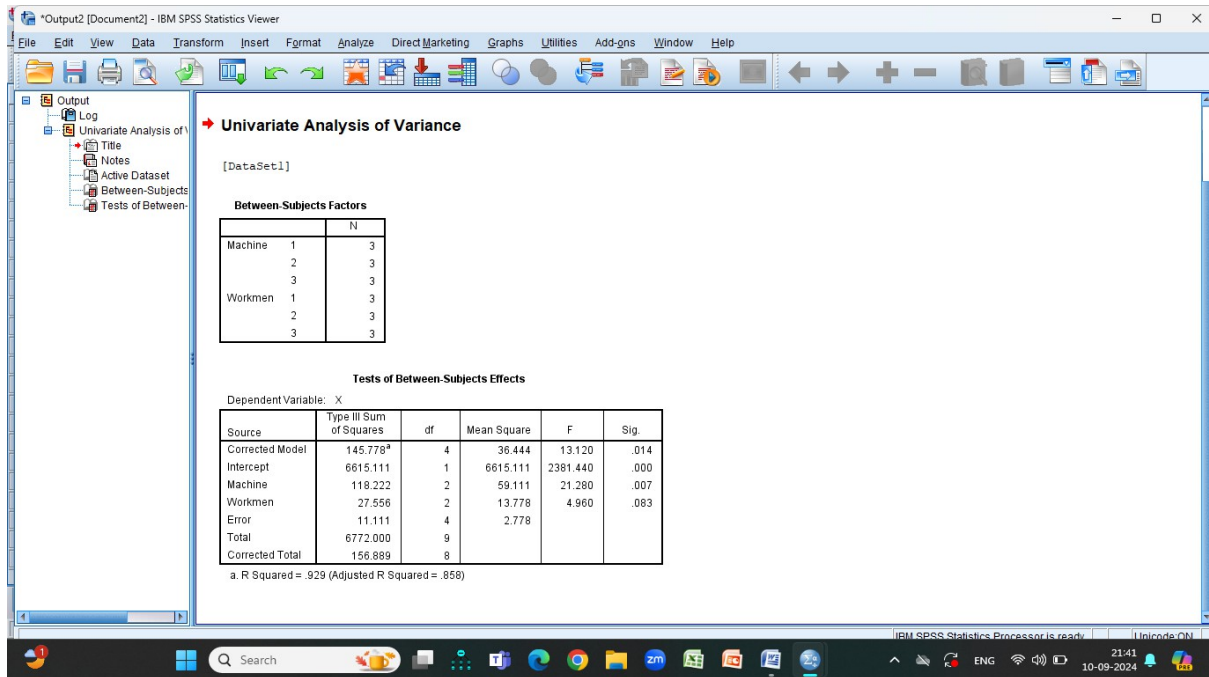 *Output2 [Document2] - IBM SPSS Statistics Viewer
File Edit View Data Transform Insert Format Analyze Direct Marketing Graphs Utilities Add-ons Window Help
Output
Log
Univariate Analysis of
Title
Notes
Active Dataset
Between-Subjects
Tests of Between-
Univariate Analysis of Variance
[DataSet1]
Between-Subjects Factors
N
Machine 1 3
2 3
3 3
Workmen 1 3
2 3
3 3
Tests of Between-Subjects Effects
Dependent Variable: X
Source Type III Sum of Squares df Mean Square F Sig.
Corrected Model 145.778a 4 36.444 13.120 .014
Intercept 6615.111 1 6615.111 2381.440 .000
Machine 118.222 2 59.111 21.280 .007
Workmen 27.556 2 13.778 4.960 .083
Error 11.111 4 2.778
Total 6772.000 9
Corrected Total 156.889 8
a. R Squared = .929 (Adjusted R Squared = .858)
IBM SPSS Statistics Processor is ready Unicode:ON
1 Search zm ENG 21:41
10-09-2024 PRE